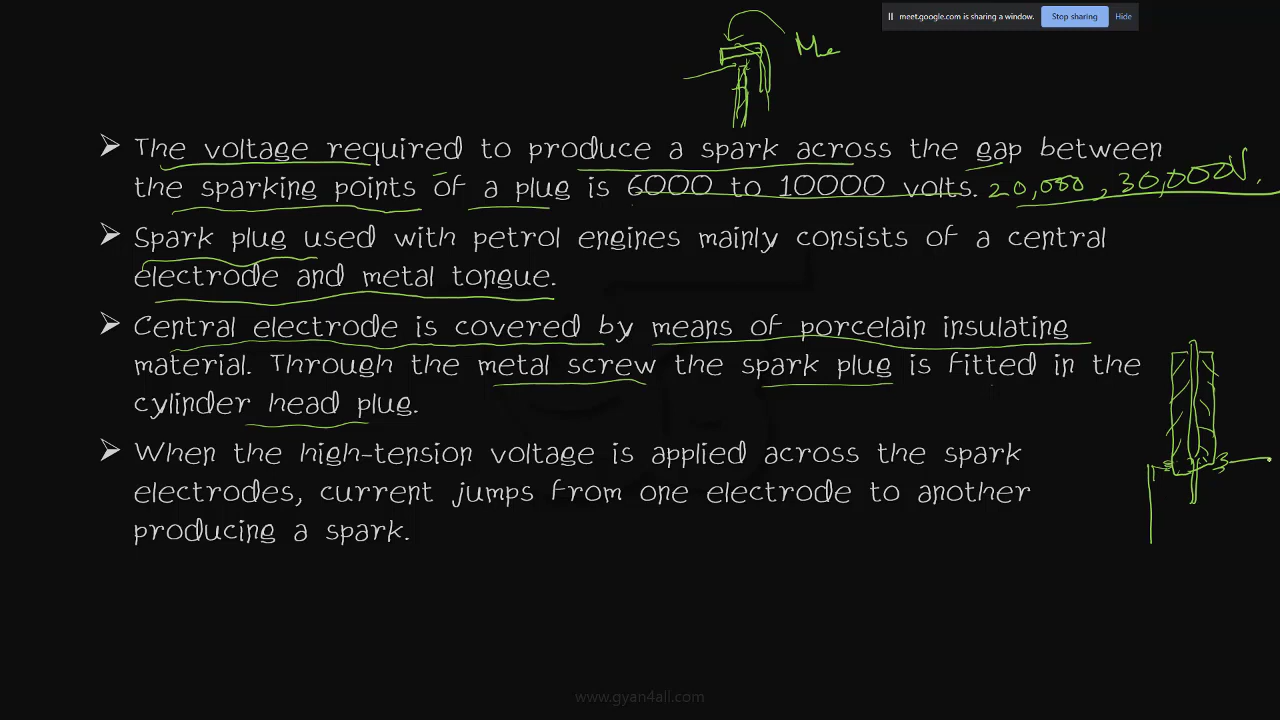 meet.google.com is sharing a window. Stop sharing Hide
Me
The voltage required to produce a spark across the gap between
the sparking points of a plug is 6000 to 10000 volts. 20,000, 30,000V.
Spark plug used with petrol engines mainly consists of a central
electrode and metal tongue.
Central electrode is covered by means of porcelain insulating
material. Through the metal screw the spark plug is fitted in the
cylinder head plug.
When the high-tension voltage is applied across the spark
electrodes, current jumps from one electrode to another
producing a spark.
www.gyan4all.com